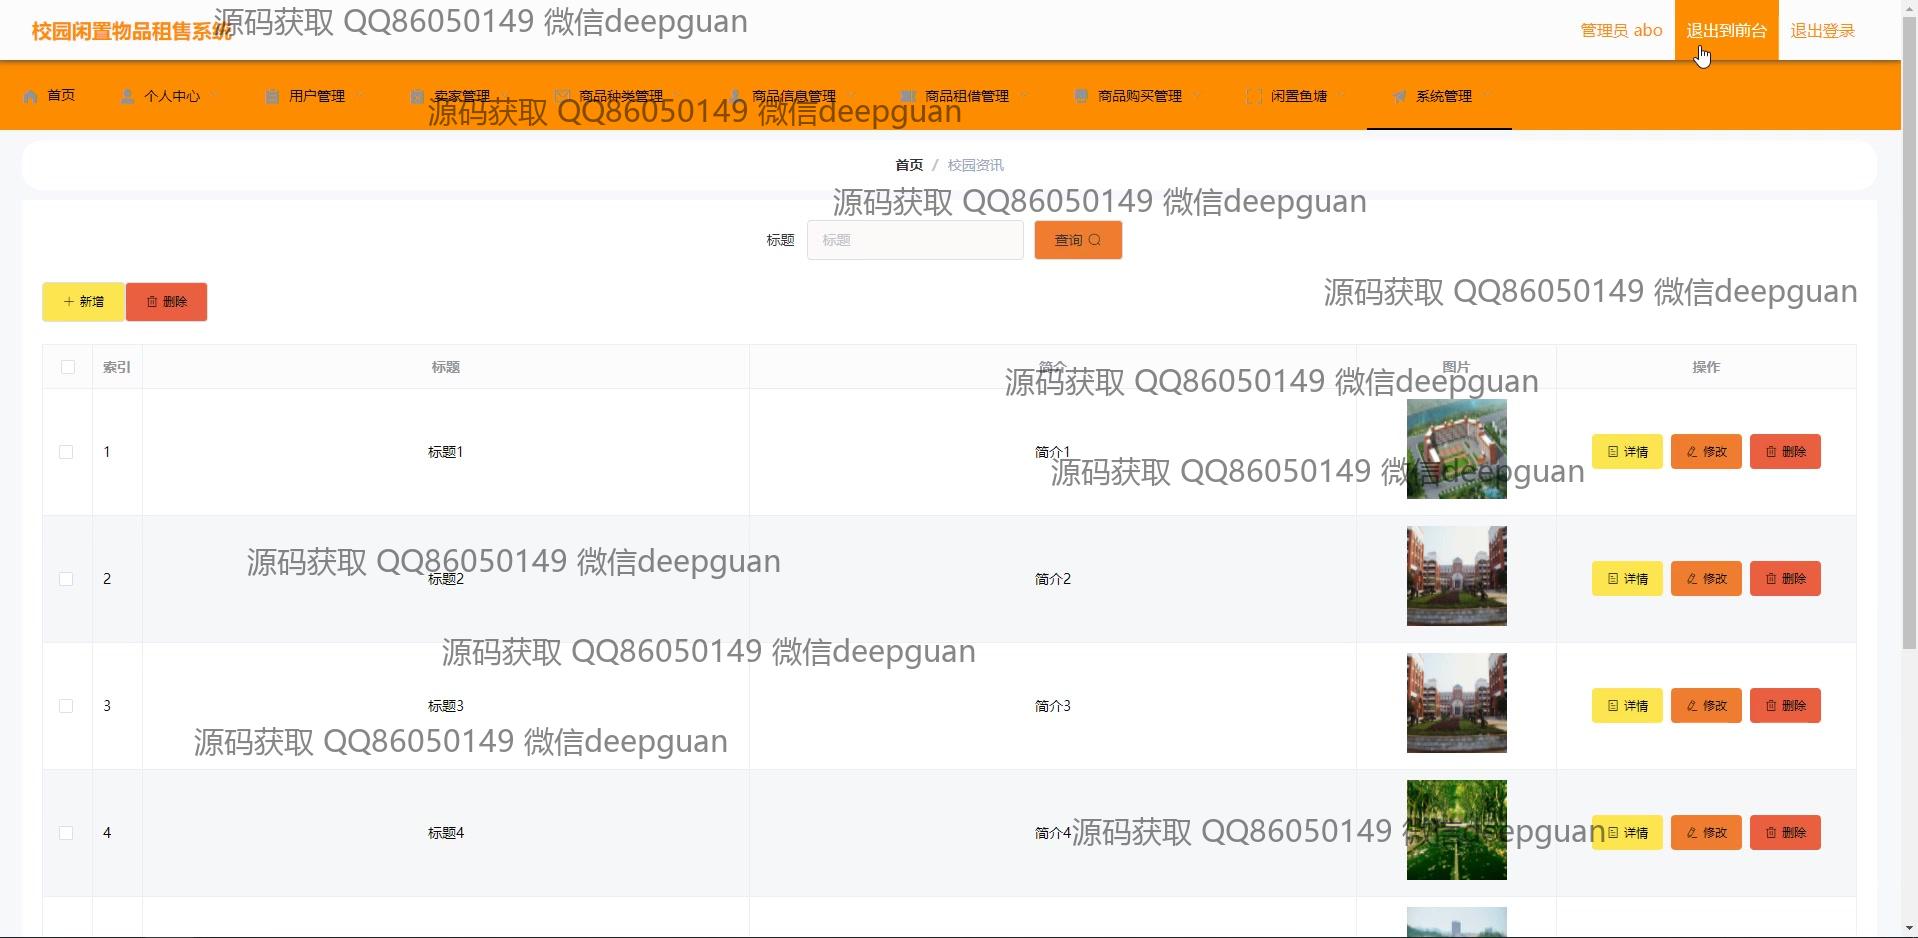 校园闲置物品租售系统
源码获取 QQ86050149 微信deepguan
管理员 abo
退出到前台
退出登录
首页
个人中心
用户管理
卖家管理
商品种类管理
商品信息管理
商品租借管理
商品购买管理
闲置鱼塘
系统管理
源码获取 QQ86050149 微信deepguan
首页 / 校园资讯
源码获取 QQ86050149 微信deepguan
标题
标题
查询
源码获取 QQ86050149 微信deepguan
新增
删除
索引
标题
简介
图片
操作
源码获取 QQ86050149 微信deepguan
1
标题1
简介1
详情
修改
删除
源码获取 QQ86050149 微信deepguan
源码获取 QQ86050149 微信deepguan
2
标题2
简介2
详情
修改
删除
源码获取 QQ86050149 微信deepguan
3
标题3
简介3
详情
修改
删除
源码获取 QQ86050149 微信deepguan
4
标题4
简介4
源码获取 QQ86050149 微信deepguan
详情
修改
删除